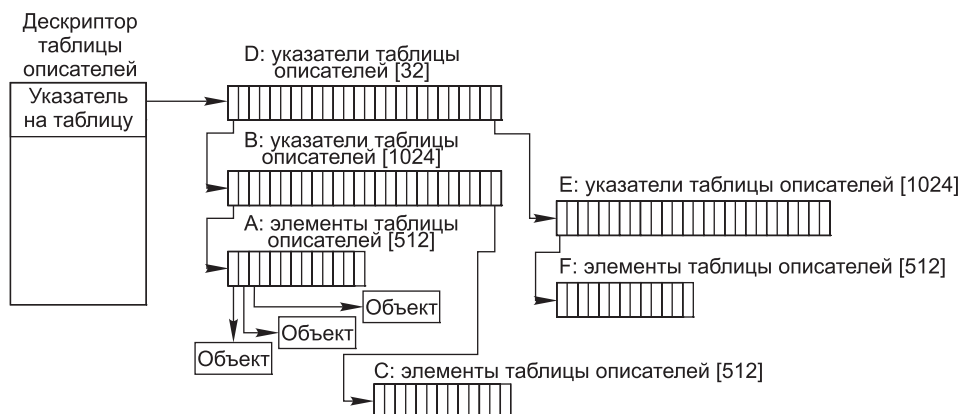 Дескриптор
таблицы
описателей
Указатель
на таблицу
D: указатели таблицы
описателей [32]
B: указатели таблицы
описателей [1024]
A: элементы таблицы
описателей [512]
Объект
Объект
Объект
C: элементы таблицы описателей [512]
E: указатели таблицы описателей [1024]
F: элементы таблицы описателей [512]